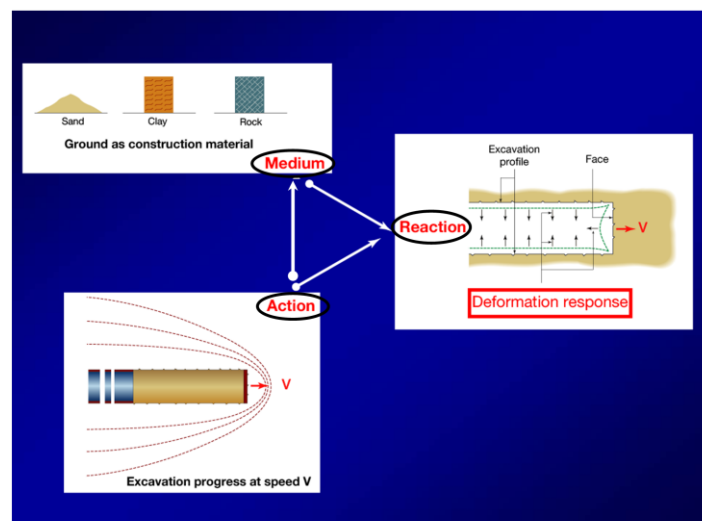 Sand
Clay
Rock
Ground as construction material
Medium
Excavation
profile
Face
Reaction
V
Deformation response
Action
V
Excavation progress at speed V